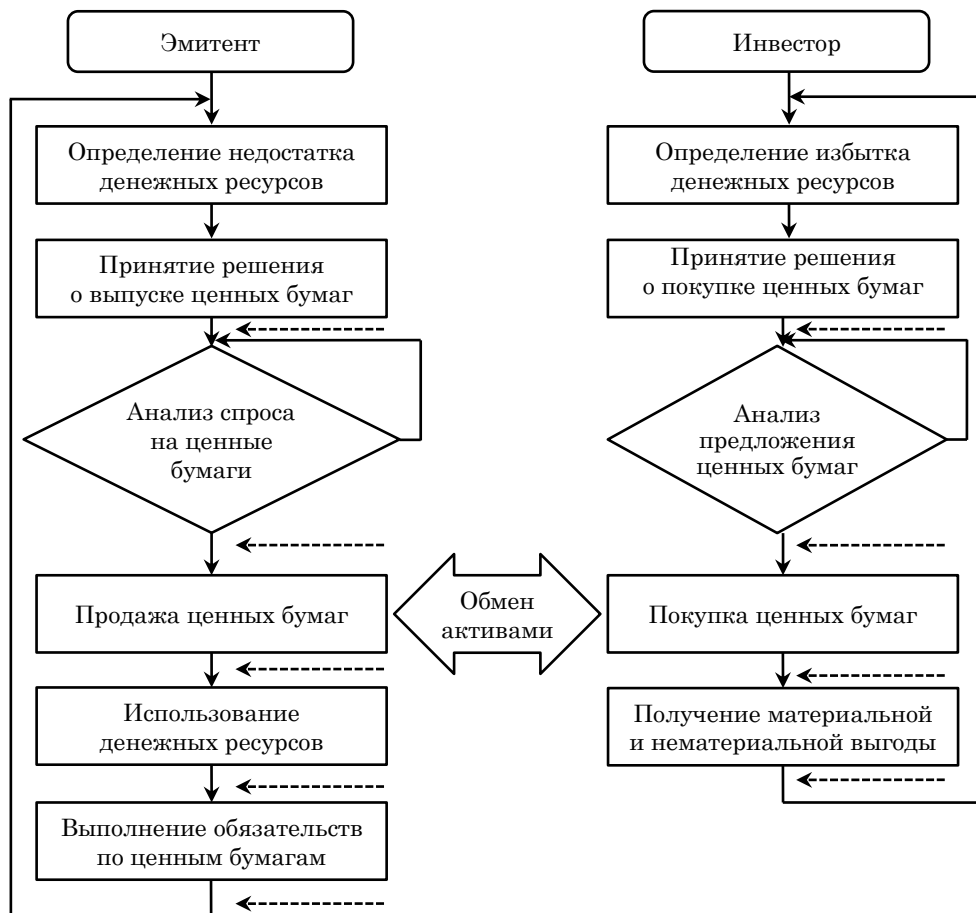 Эмитент
Определение недостатка
денежных ресурсов
Принятие решения
о выпуске ценных бумаг
Анализ спроса
на ценные
бумаги
Продажа ценных бумаг
Использование
денежных ресурсов
Выполнение обязательств
по ценным бумагам
Обмен
активами
Инвестор
Определение избытка
денежных ресурсов
Принятие решения
о покупке ценных бумаг
Анализ
предложения
ценных бумаг
Покупка ценных бумаг
Получение материальной
и нематериальной выгоды